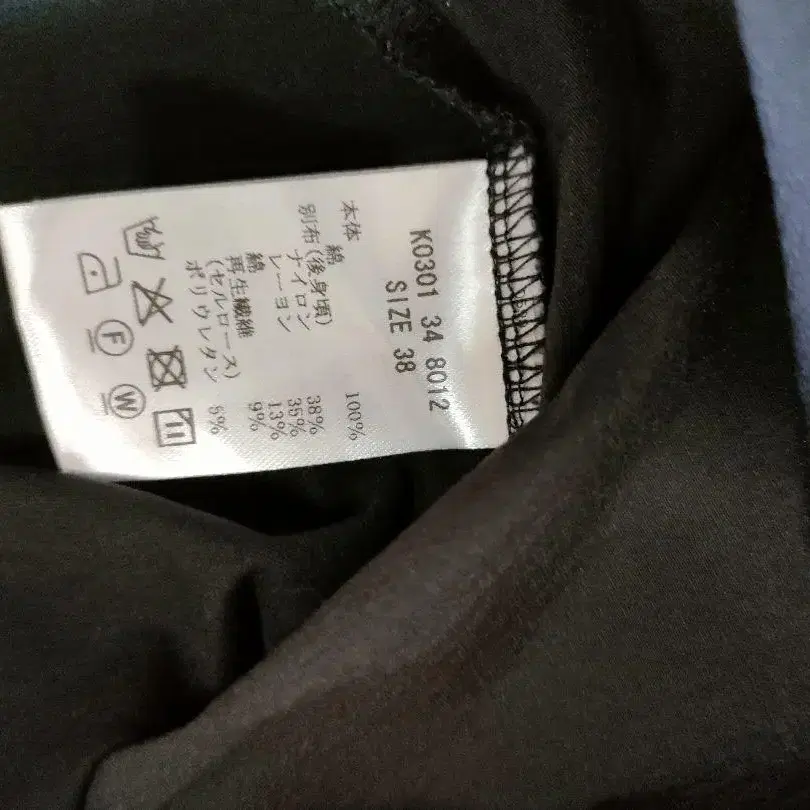 K0301 34 8012
SIZE 38
本体
綿 100%
別布(後身頃)
ナイロン 38%
レーヨン 35%
綿 13%
再生繊維 9%
(セルロース)
ポリウレタン 5%
F W